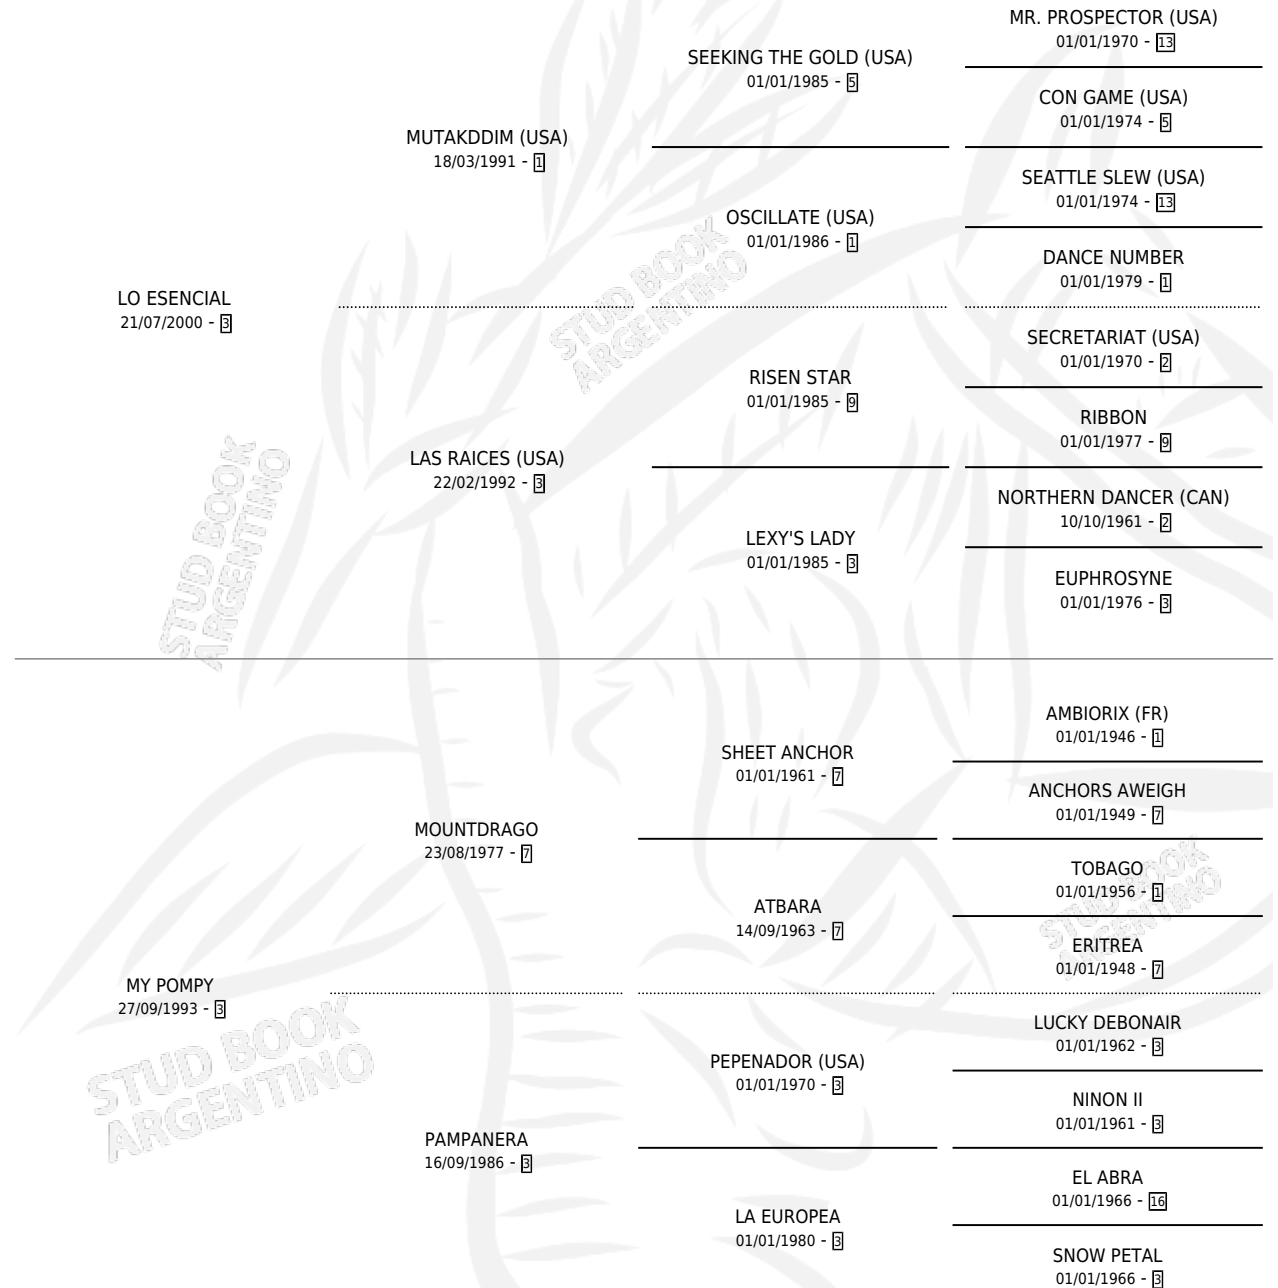 MR. PROSPECTOR (USA)
01/01/1970 - 13
SEEKING THE GOLD (USA)
01/01/1985 - 5
CON GAME (USA)
01/01/1974 - 5
MUTAKDDIM (USA)
18/03/1991 - 1
SEATTLE SLEW (USA)
01/01/1974 - 13
OSCILLATE (USA)
01/01/1986 - 1
DANCE NUMBER
01/01/1979 - 1
LO ESENCIAL
21/07/2000 - 3
SECRETARIAT (USA)
01/01/1970 - 2
RISEN STAR
01/01/1985 - 9
RIBBON
01/01/1977 - 9
LAS RAICES (USA)
22/02/1992 - 3
NORTHERN DANCER (CAN)
10/10/1961 - 2
LEXY'S LADY
01/01/1985 - 3
EUPHROSYNE
01/01/1976 - 3
AMBIORIX (FR)
01/01/1946 - 1
SHEET ANCHOR
01/01/1961 - 7
ANCHORS AWEIGH
01/01/1949 - 7
MOUNTDRAGO
23/08/1977 - 7
TOBAGO
01/01/1956 - 1
ATBARA
14/09/1963 - 7
ERITREA
01/01/1948 - 7
MY POMPY
27/09/1993 - 3
LUCKY DEBONAIR
01/01/1962 - 3
PEPENADOR (USA)
01/01/1970 - 3
NINON II
01/01/1961 - 3
PAMPANERA
16/09/1986 - 3
EL ABRA
01/01/1966 - 16
LA EUROPEA
01/01/1980 - 3
SNOW PETAL
01/01/1966 - 3
STUD BOOK
ARGENTINO
STUD BOOK
ARGENTINO
STUD BOOK
ARGENTINO
STUD BOOK
ARGENTINO